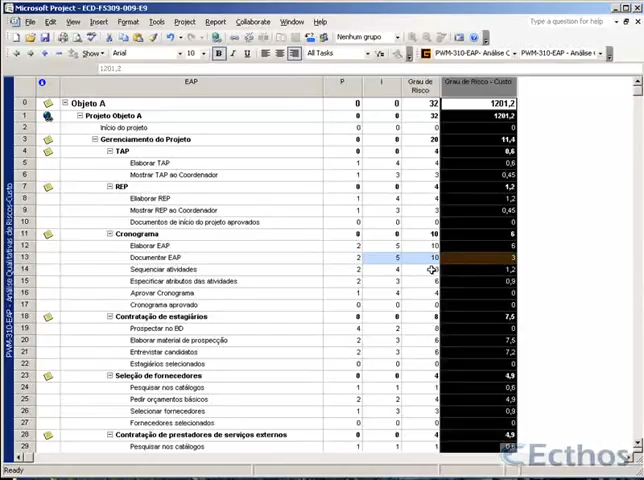 Microsoft Project - ECD-F5309-009-E9
File Edit View Insert Format Tools Project Report Collaborate Window Help Type a question for help
Nenhum grupo
Show Arial 10 B I U All Tasks PWM-310-EAP- Análise C PWM-310-EAP- Análise
1201,2
EAP P I Grau de Risco Grau de Risco - Custo
0 Objeto A 0 0 32 1201,2
1 Projeto Objeto A 0 0 32 1201,2
2 Início do projeto 0 0 0 0
3 Gerenciamento do Projeto 0 0 20 11,4
4 TAP 0 0 4 0,6
5 Elaborar TAP 1 4 4 0,6
6 Mostrar TAP ao Coordenador 1 3 3 0,45
7 REP 0 0 4 1,2
8 Ellaborar REP 1 4 4 1,2
9 Mostrar REP ao Coordenador 1 3 3 0,45
10 Documentos de início do projeto aprovados 0 0 0 0
11 Cronograma 0 0 10 6
12 Elaborar EAP 2 5 10 6
13 Documentar EAP 2 5 10 3
14 Sequenciar atividades 2 4 1,2
15 Especificar atributos das atividades 2 3 6 0,9
16 Aprovar Cronograma 1 4 4 0
17 Cronograma aprovado 0 0 0 0
18 Contratação de estagiários 0 0 8 7,5
19 Prospectar no BD 4 2 8 0
20 Elaborar material de prospecção 2 3 6 7,5
21 Entrevistar candidatos 2 3 6 7,2
22 Estagiários selecionados 0 0 0 0
23 Seleção de fornecedores 0 0 4 4,9
24 Pesquisar nos catálogos 1 1 1 0,6
25 Pedir orçamentos básicos 2 2 4 4,9
26 Selecionar fornecedores 1 3 3 0,9
27 Fornecedores selecionados 0 0 0 0
28 Contratação de prestadores de serviços externos 0 0 4 4,9
29 Pesquisar nos catálogos 1 1 1 0,6
PWM-310-EAP - Análise Qualitativas de Riscos-Custo
Ecthos
Ready